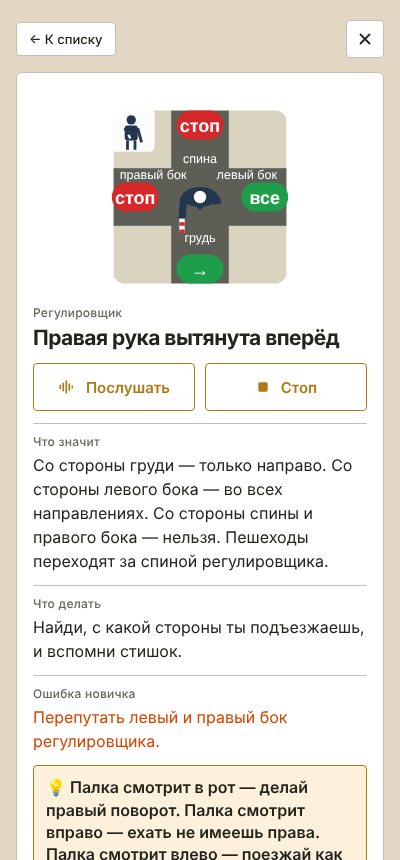 ← К списку
✕
стоп
спина
правый бок левый бок
стоп все
грудь
→
Регулировщик
Правая рука вытянута вперёд
Послушать
Стоп
Что значит
Со стороны груди — только направо. Со
стороны левого бока — во всех
направлениях. Со стороны спины и
правого бока — нельзя. Пешеходы
переходят за спиной регулировщика.
Что делать
Найди, с какой стороны ты подъезжаешь,
и вспомни стишок.
Ошибка новичка
Перепутать левый и правый бок
регулировщика.
💡 Палка смотрит в рот — делай
правый поворот. Палка смотрит
вправо — ехать не имеешь права.
Палка смотрит влево — поезжай как